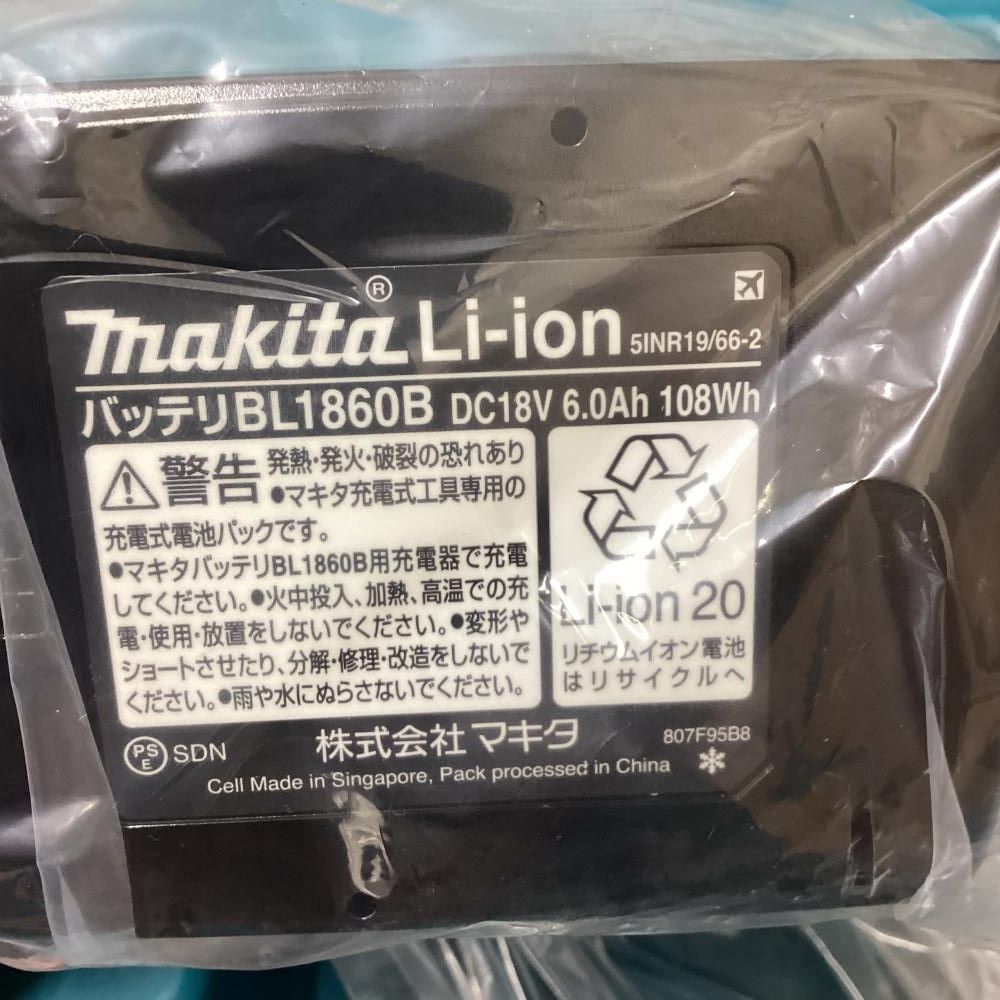 makita® Li-ion 5INR19/66-2
バッテリBL1860B DC18V 6.0Ah 108Wh
警告 発熱・発火・破裂の恐れあり
●マキタ充電式工具専用の
充電式電池パックです。
●マキタバッテリBL1860B用充電器で充電
してください。●火中投入、加熱、高温での充
電・使用・放置をしないでください。●変形や
ショートさせたり、分解・修理・改造をしないで
ください。●雨や水にぬらさないでください。
Li-ion 20
リチウムイオン電池
はリサイクルへ
PSE SDN 株式会社 マキタ 807F95B8
Cell Made in Singapore, Pack processed in China